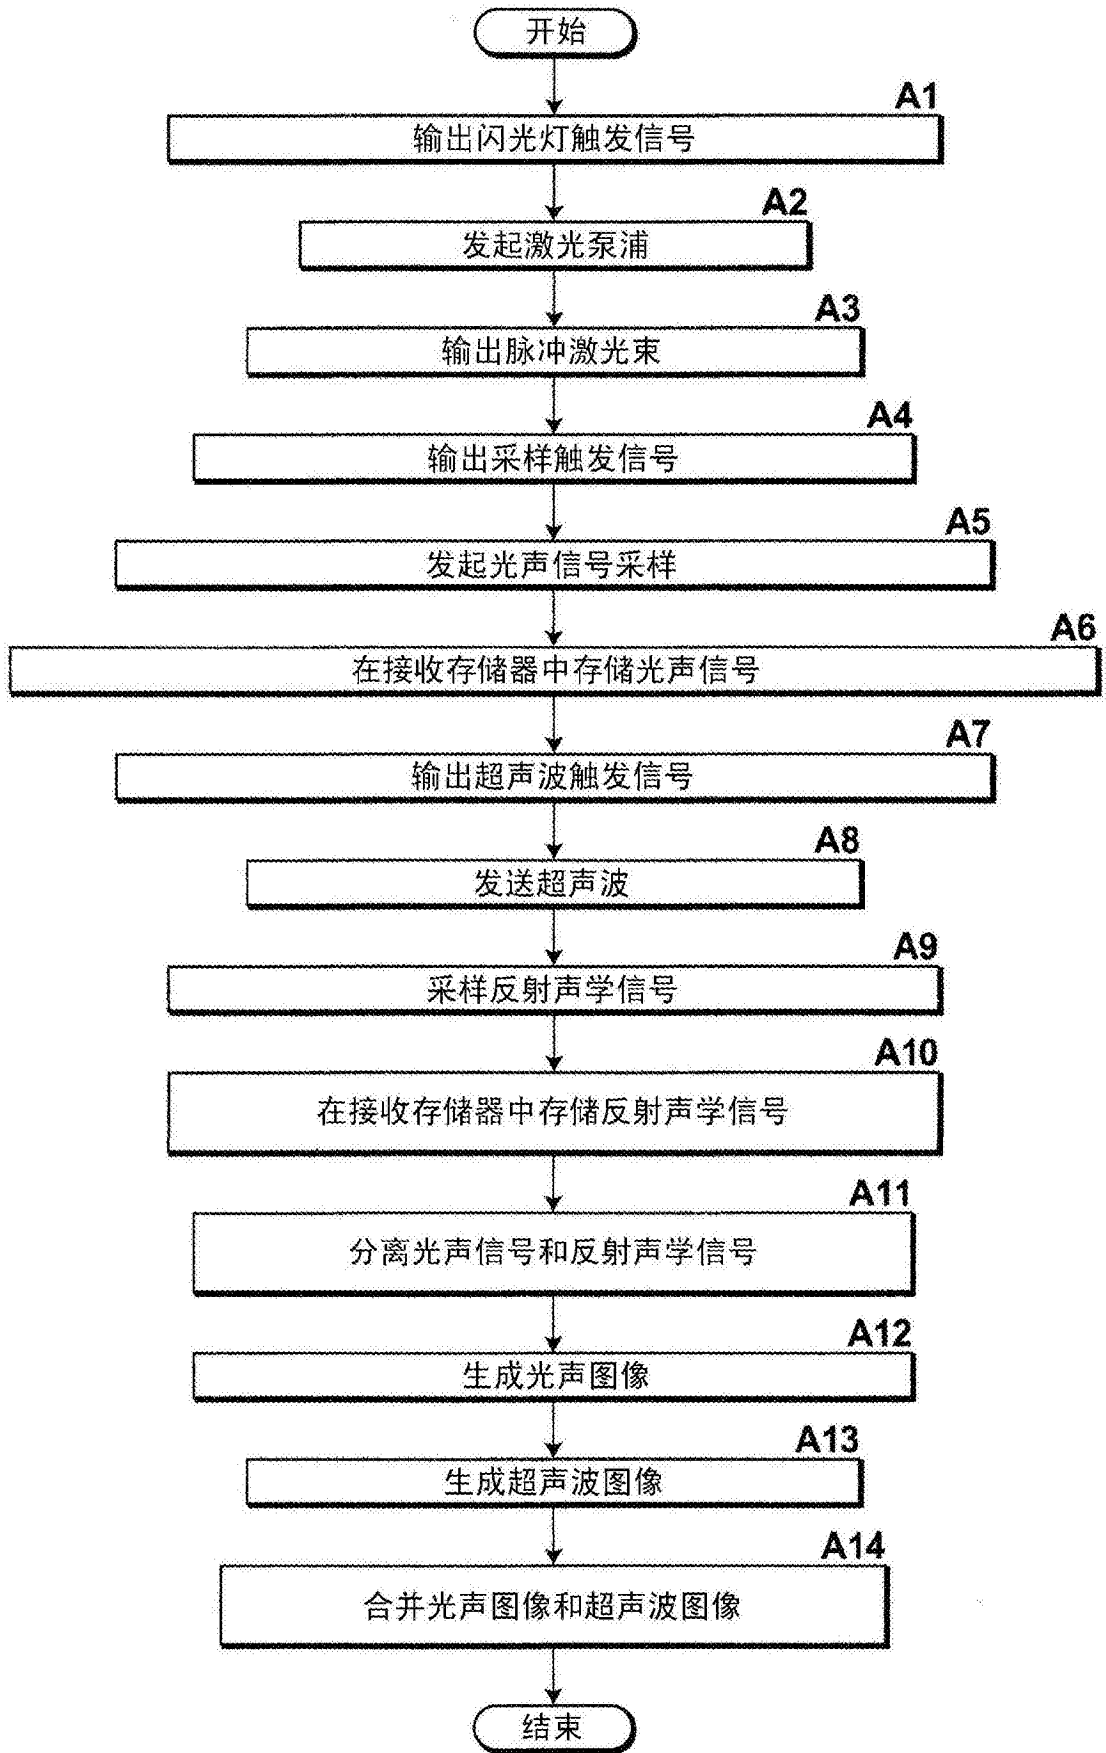 开始
A1
输出闪光灯触发信号
A2
发起激光泵浦
A3
输出脉冲激光束
A4
输出采样触发信号
A5
发起光声信号采样
A6
在接收存储器中存储光声信号
A7
输出超声波触发信号
A8
发送超声波
A9
采样反射声学信号
A10
在接收存储器中存储反射声学信号
A11
分离光声信号和反射声学信号
A12
生成光声图像
A13
生成超声波图像
A14
合并光声图像和超声波图像
结束